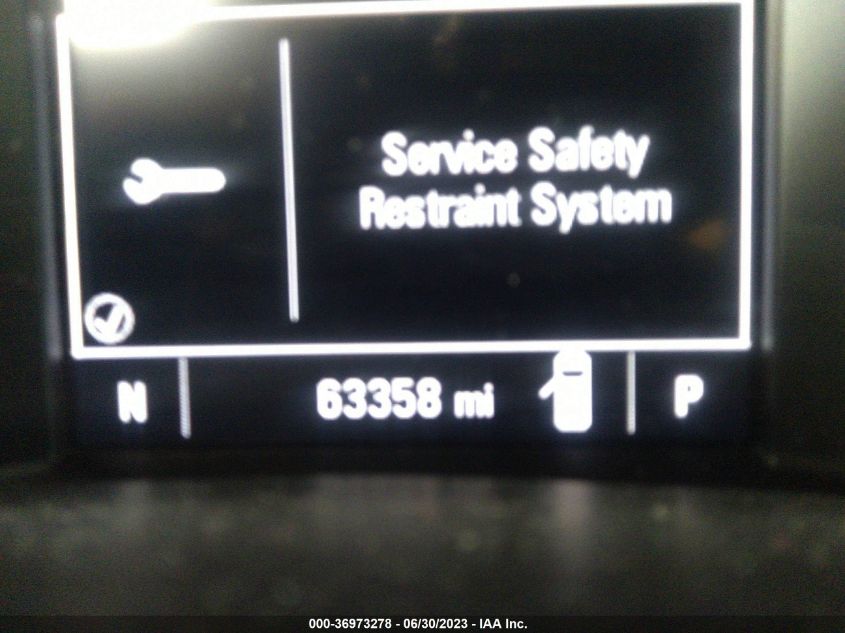 Service Safety
Restraint System
N 63358 mi P
000-36973278 - 06/30/2023 - IAA Inc.